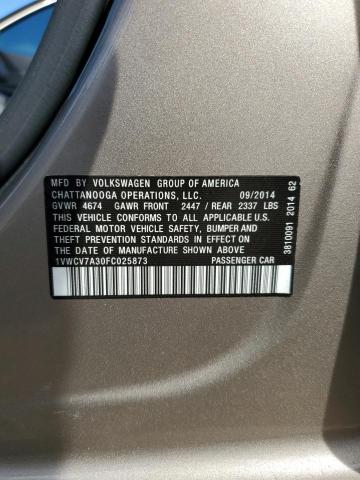 MFD BY VOLKSWAGEN GROUP OF AMERICA
CHATTANOOGA OPERATIONS, LLC. 09/2014
GVWR 4674 GAWR FRONT 2447 / REAR 2337 LBS
THIS VEHICLE CONFORMS TO ALL APPLICABLE U.S.
FEDERAL MOTOR VEHICLE SAFETY, BUMPER AND
THEFT PREVENTION STANDARDS IN EFFECT ON
THE DATE OF MANUFACTURE SHOWN ABOVE
1VWCV7A30FC025873 PASSENGER CAR
3810091 2014 62